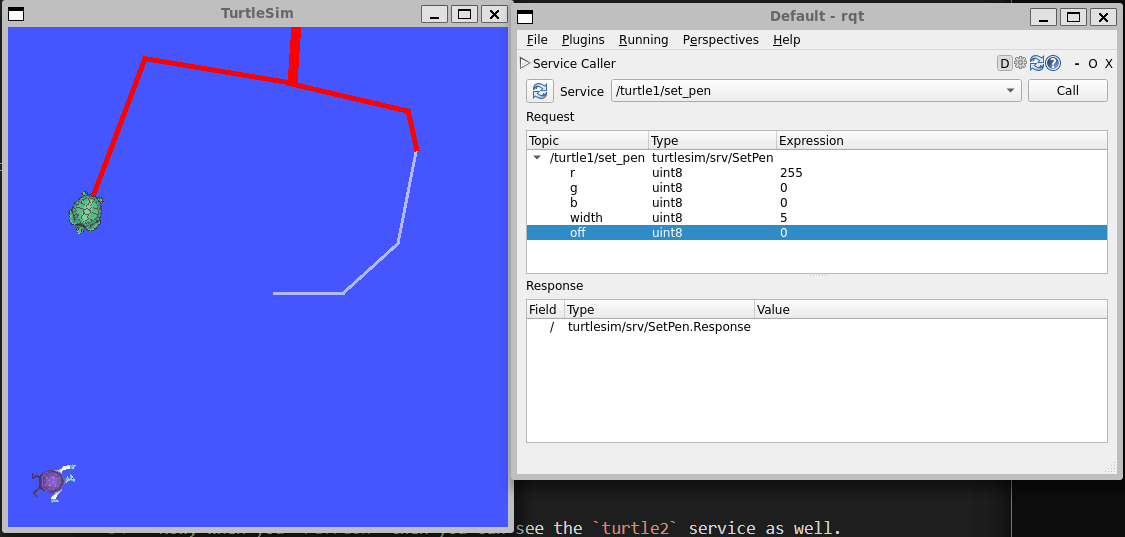 TurtleSim
Default - rqt
File Plugins Running Perspectives Help
Service Caller D - O X
Service /turtle1/set_pen Call
Request
Topic Type Expression
/turtle1/set_pen turtlesim/srv/SetPen
r uint8 255
g uint8 0
b uint8 0
width uint8 5
off uint8 0
Response
Field Type Value
/ turtlesim/srv/SetPen.Response
see the `turtle2` service as well.